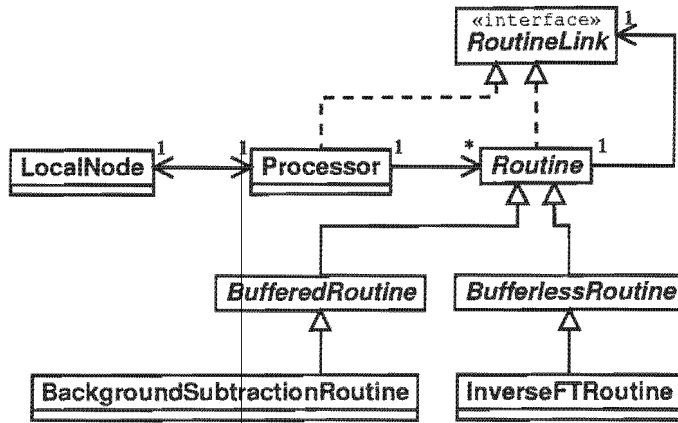 «interface»
RoutineLink
1
LocalNode
1
1
Processor
1
*
Routine
1
BufferedRoutine
BufferlessRoutine
BackgroundSubtractionRoutine
InverseFTRoutine